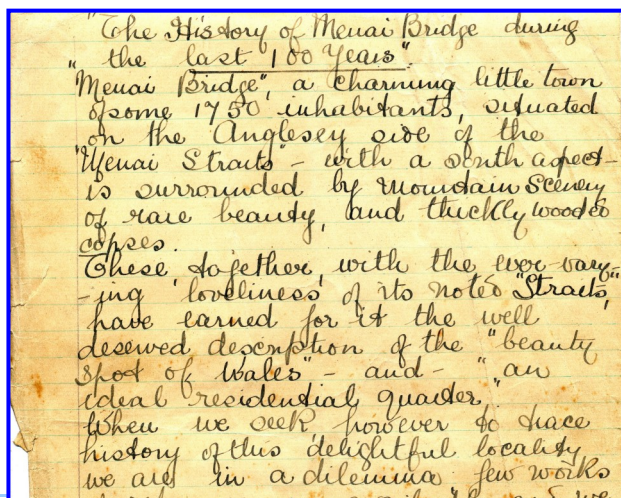 "The History of Menai Bridge during
" the last 100 Years".
"Menai Bridge", a charming little town
of some 1750 inhabitants, situated
on the Anglesey side of the
"Menai Straits" - with a south aspect -
is surrounded by mountain scenery
of rare beauty, and thickly wooded
copses.
These, together, with the ever-vary-
-ing loveliness of its noted "Straits"
have earned for it the well
deserved description of the "beauty
spot of Wales" - and - "an
ideal residential quarter."
When we seek however to trace
history of this delightful locality
we are in a dilemma few works